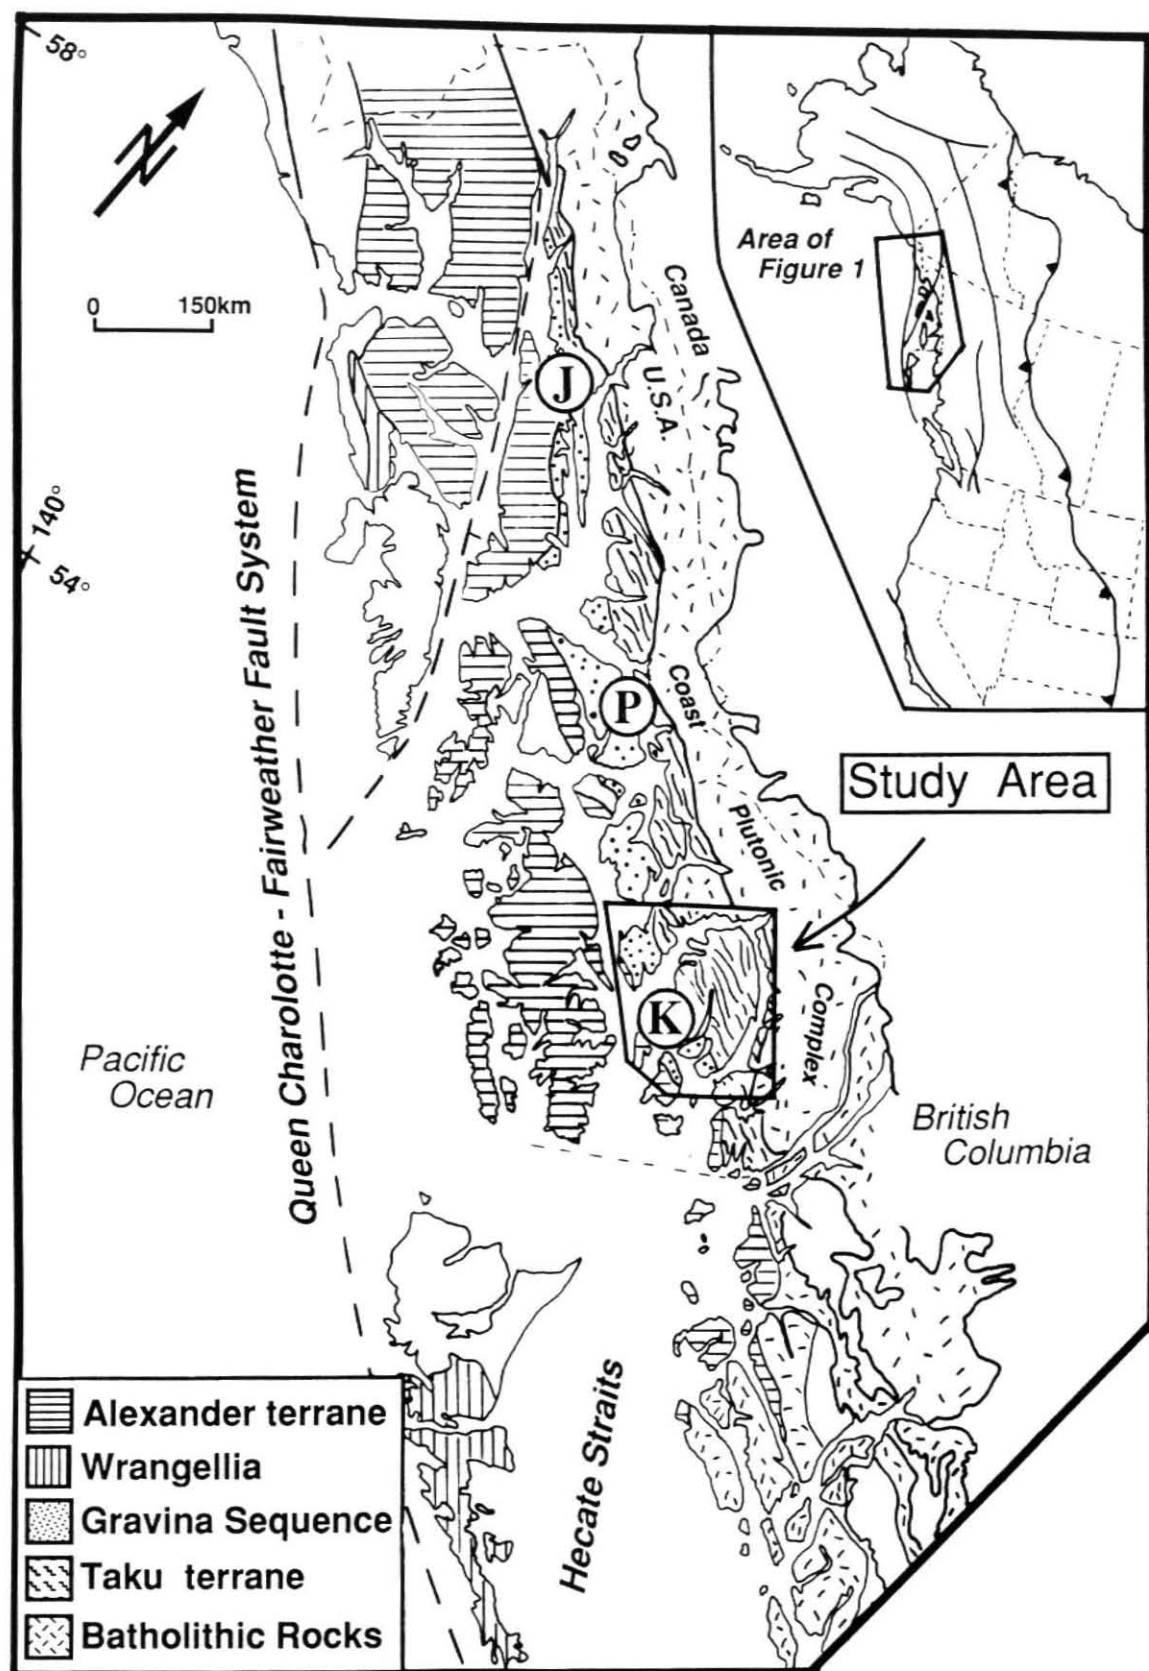 58°
N
0 150km
140°
54°
Queen Charolotte - Fairweather Fault System
Pacific
Ocean
Canada
U.S.A.
J
P
K
Coast
Plutonic
Complex
Area of
Figure 1
Study Area
British
Columbia
Hecate Straits
Alexander terrane
Wrangellia
Gravina Sequence
Taku terrane
Batholithic Rocks